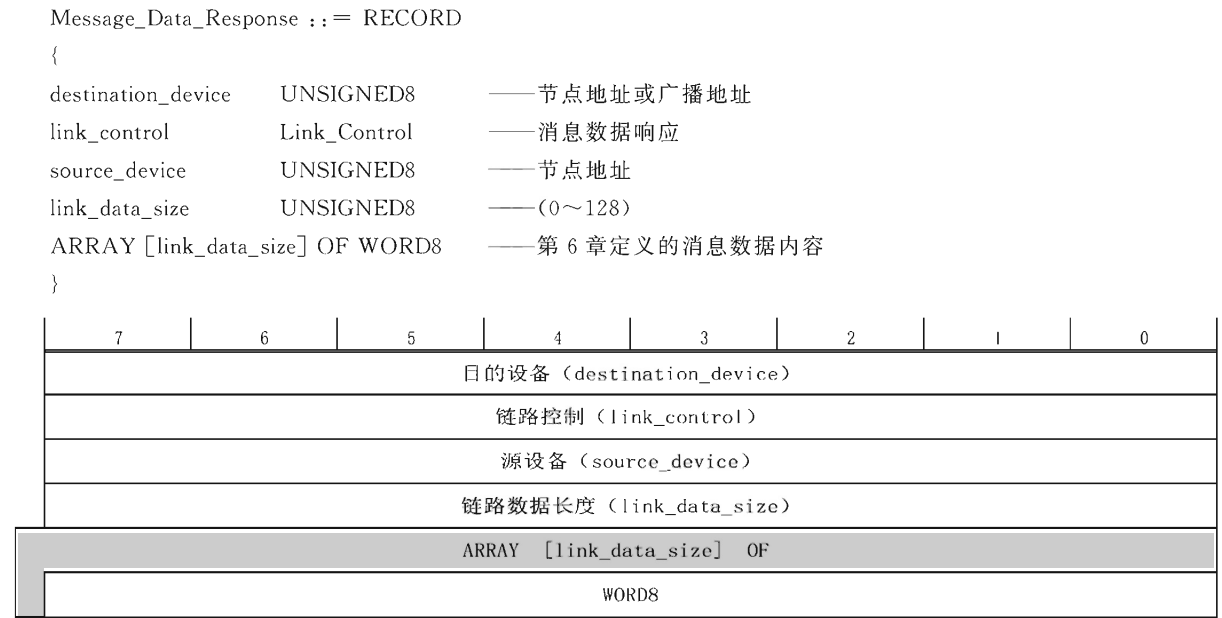 Message_Data_Response ::= RECORD
{
destination_device UNSIGNED8 ——节点地址或广播地址
link_control Link_Control ——消息数据响应
source_device UNSIGNED8 ——节点地址
link_data_size UNSIGNED8 ——(0～128)
ARRAY [link_data_size] OF WORD8 ——第 6 章定义的消息数据内容
}
7 6 5 4 3 2 1 0
目的设备（destination_device）
链路控制（link_control）
源设备（source_device）
链路数据长度（link_data_size）
ARRAY [link_data_size] OF
WORD8